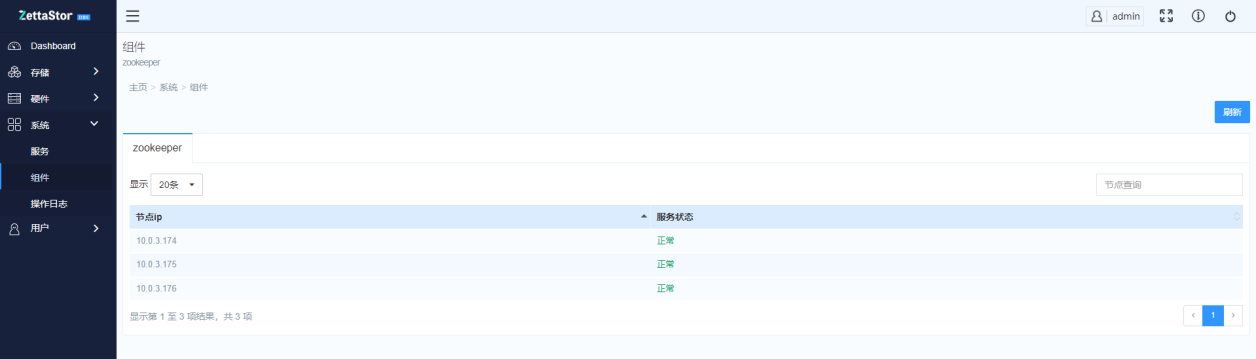 ZettaStor
admin
Dashboard
存储
硬件
系统
服务
组件
操作日志
用户
组件
zookeeper
主页 > 系统 > 组件
刷新
zookeeper
显示 20条
节点查询
节点ip 服务状态
10.0.3.174 正常
10.0.3.175 正常
10.0.3.176 正常
显示第 1 至 3 项结果，共 3 项
‹ 1 ›